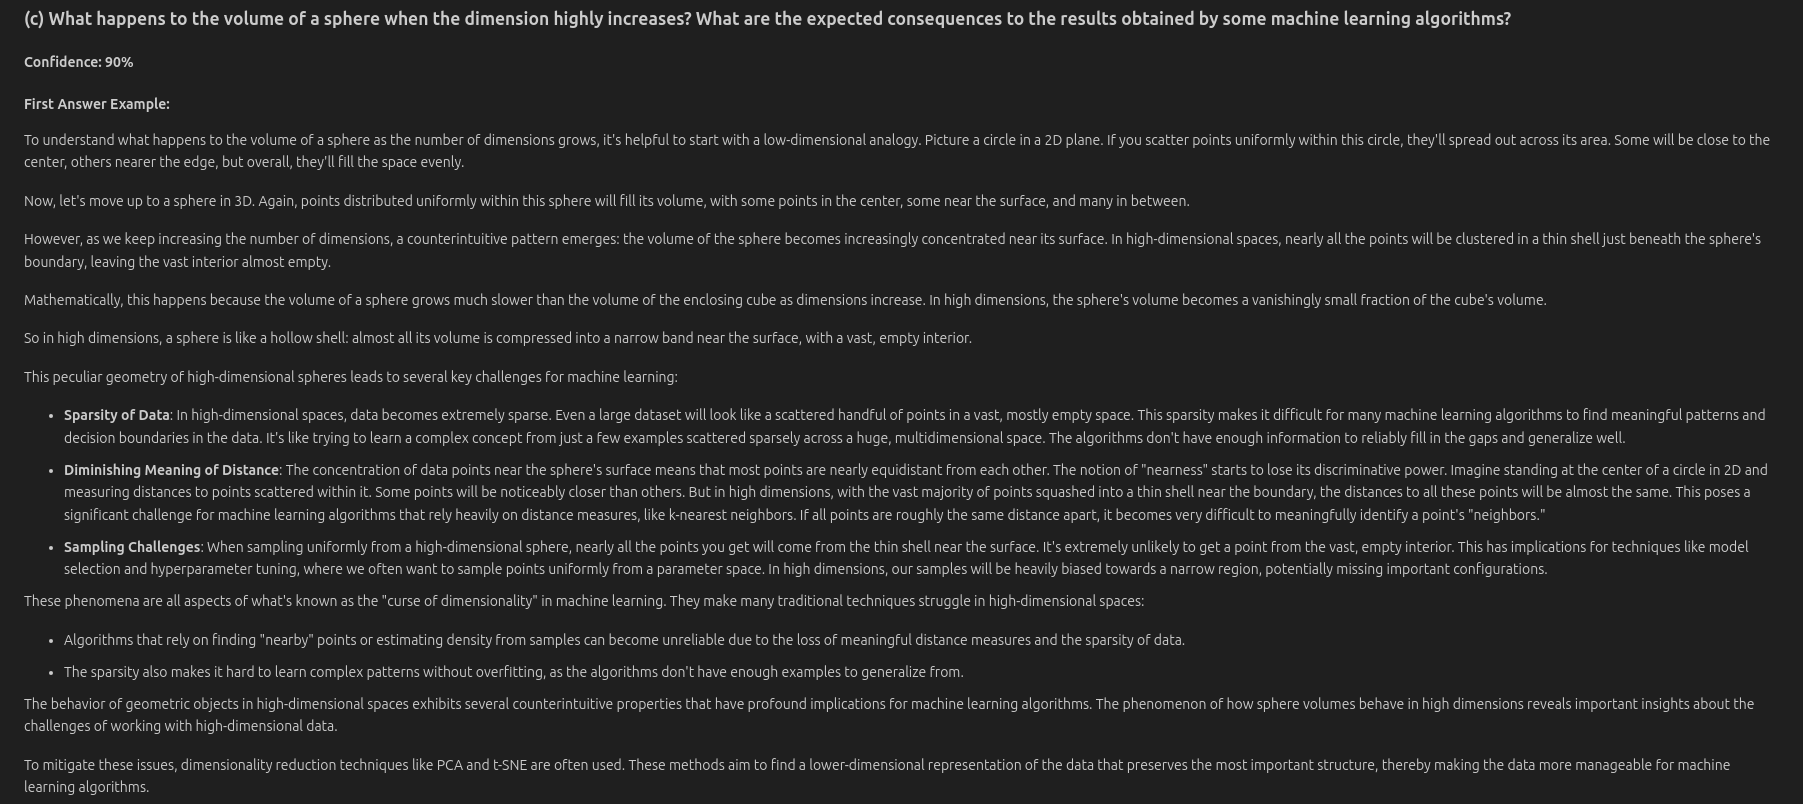 (c) What happens to the volume of a sphere when the dimension highly increases? What are the expected consequences to the results obtained by some machine learning algorithms?
Confidence: 90%
First Answer Example:
To understand what happens to the volume of a sphere as the number of dimensions grows, it's helpful to start with a low-dimensional analogy. Picture a circle in a 2D plane. If you scatter points uniformly within this circle, they'll spread out across its area. Some will be close to the
center, others nearer the edge, but overall, they'll fill the space evenly.
Now, let's move up to a sphere in 3D. Again, points distributed uniformly within this sphere will fill its volume, with some points in the center, some near the surface, and many in between.
However, as we keep increasing the number of dimensions, a counterintuitive pattern emerges: the volume of the sphere becomes increasingly concentrated near its surface. In high-dimensional spaces, nearly all the points will be clustered in a thin shell just beneath the sphere's
boundary, leaving the vast interior almost empty.
Mathematically, this happens because the volume of a sphere grows much slower than the volume of the enclosing cube as dimensions increase. In high dimensions, the sphere's volume becomes a vanishingly small fraction of the cube's volume.
So in high dimensions, a sphere is like a hollow shell: almost all its volume is compressed into a narrow band near the surface, with a vast, empty interior.
This peculiar geometry of high-dimensional spheres leads to several key challenges for machine learning:
• Sparsity of Data: In high-dimensional spaces, data becomes extremely sparse. Even a large dataset will look like a scattered handful of points in a vast, mostly empty space. This sparsity makes it difficult for many machine learning algorithms to find meaningful patterns and
decision boundaries in the data. It's like trying to learn a complex concept from just a few examples scattered sparsely across a huge, multidimensional space. The algorithms don't have enough information to reliably fill in the gaps and generalize well.
• Diminishing Meaning of Distance: The concentration of data points near the sphere's surface means that most points are nearly equidistant from each other. The notion of "nearness" starts to lose its discriminative power. Imagine standing at the center of a circle in 2D and
measuring distances to points scattered within it. Some points will be noticeably closer than others. But in high dimensions, with the vast majority of points squashed into a thin shell near the boundary, the distances to all these points will be almost the same. This poses a
significant challenge for machine learning algorithms that rely heavily on distance measures, like k-nearest neighbors. If all points are roughly the same distance apart, it becomes very difficult to meaningfully identify a point's "neighbors."
• Sampling Challenges: When sampling uniformly from a high-dimensional sphere, nearly all the points you get will come from the thin shell near the surface. It's extremely unlikely to get a point from the vast, empty interior. This has implications for techniques like model
selection and hyperparameter tuning, where we often want to sample points uniformly from a parameter space. In high dimensions, our samples will be heavily biased towards a narrow region, potentially missing important configurations.
These phenomena are all aspects of what's known as the "curse of dimensionality" in machine learning. They make many traditional techniques struggle in high-dimensional spaces:
• Algorithms that rely on finding "nearby" points or estimating density from samples can become unreliable due to the loss of meaningful distance measures and the sparsity of data.
• The sparsity also makes it hard to learn complex patterns without overfitting, as the algorithms don't have enough examples to generalize from.
The behavior of geometric objects in high-dimensional spaces exhibits several counterintuitive properties that have profound implications for machine learning algorithms. The phenomenon of how sphere volumes behave in high dimensions reveals important insights about the
challenges of working with high-dimensional data.
To mitigate these issues, dimensionality reduction techniques like PCA and t-SNE are often used. These methods aim to find a lower-dimensional representation of the data that preserves the most important structure, thereby making the data more manageable for machine
learning algorithms.